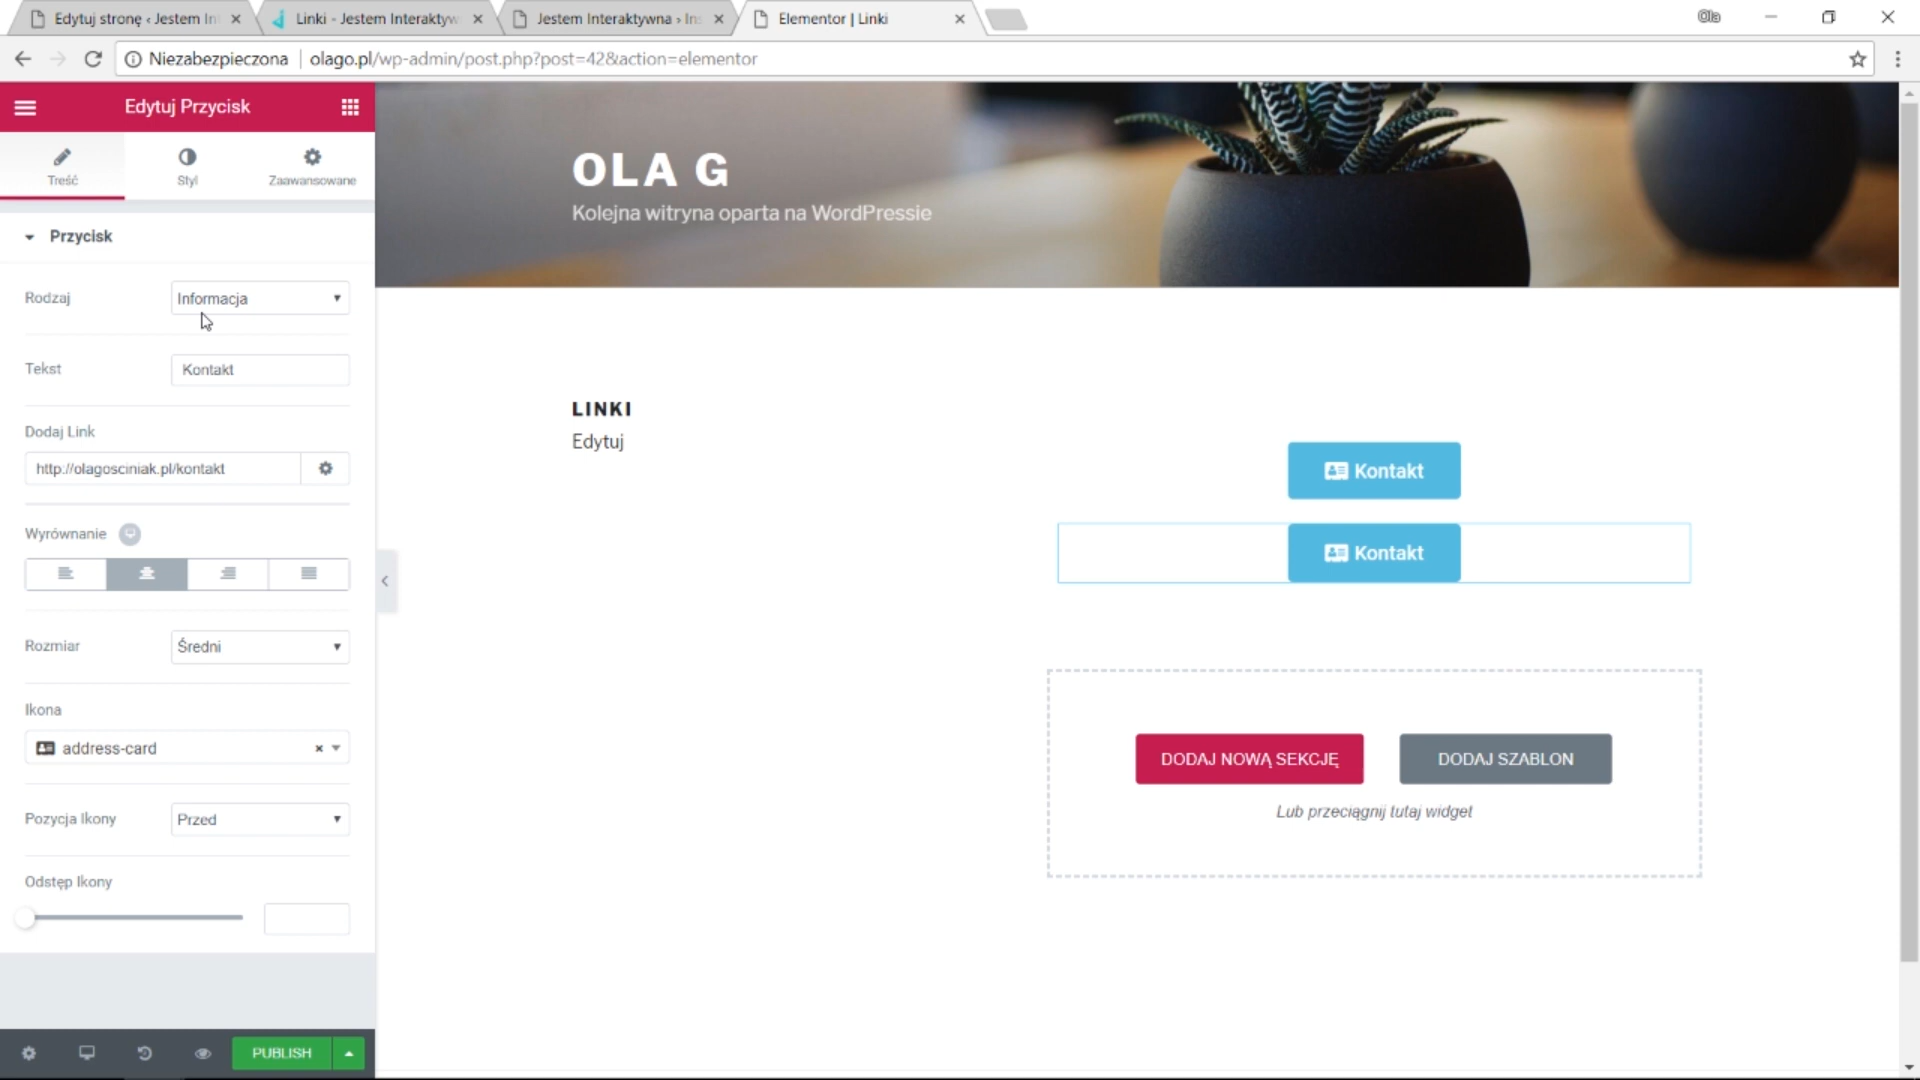 Edytuj stronę ‹ Jestem In
Linki - Jestem Interaktyw
Jestem Interaktywna › Ins
Elementor | Linki
Ola
Niezabezpieczona
olago.pl/wp-admin/post.php?post=42&action=elementor
Edytuj Przycisk
Treść
Styl
Zaawansowane
Przycisk
Rodzaj
Informacja
Tekst
Kontakt
Dodaj Link
http://olagosciniak.pl/kontakt
Wyrównanie
Rozmiar
Średni
Ikona
address-card
Pozycja Ikony
Przed
Odstęp Ikony
PUBLISH
OLA G
Kolejna witryna oparta na WordPressie
LINKI
Edytuj
Kontakt
Kontakt
DODAJ NOWĄ SEKCJĘ
DODAJ SZABLON
Lub przeciągnij tutaj widget